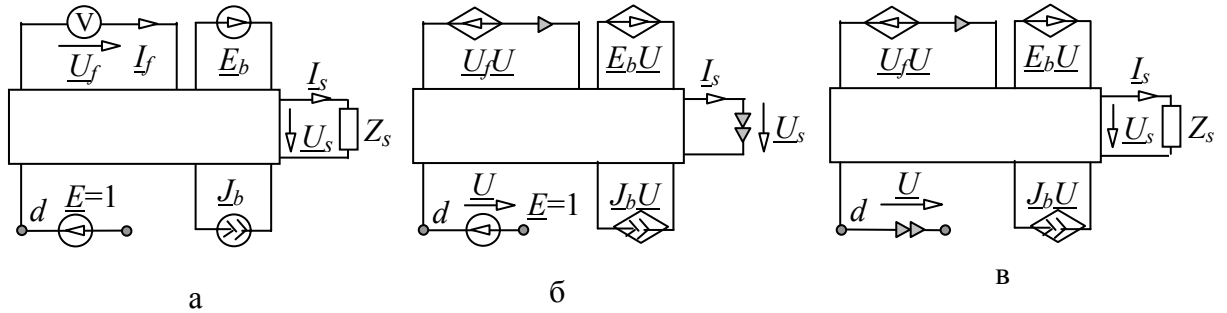 V
U_f I_f E_b
I_s
U_s Z_s
d E=1 J_b
а
U_fU E_bU
I_s
U_s
d U E=1 J_bU
б
U_fU E_bU
I_s
U_s Z_s
d U J_bU
в